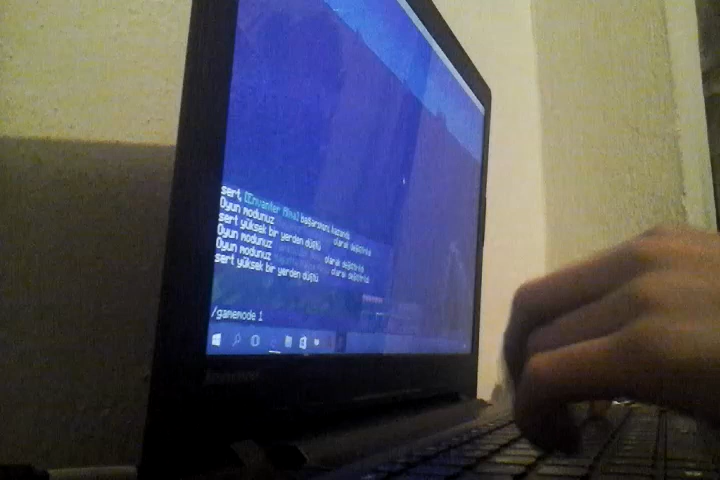 sert, [Envanter Alma] başarımını kazandı
Oyun modunuz olarak değiştirildi
sert yüksek bir yerden düştü
Oyun modunuz olarak değiştirildi
Oyun modunuz olarak değiştirildi
sert yüksek bir yerden düştü
/gamemode 1
lenovo